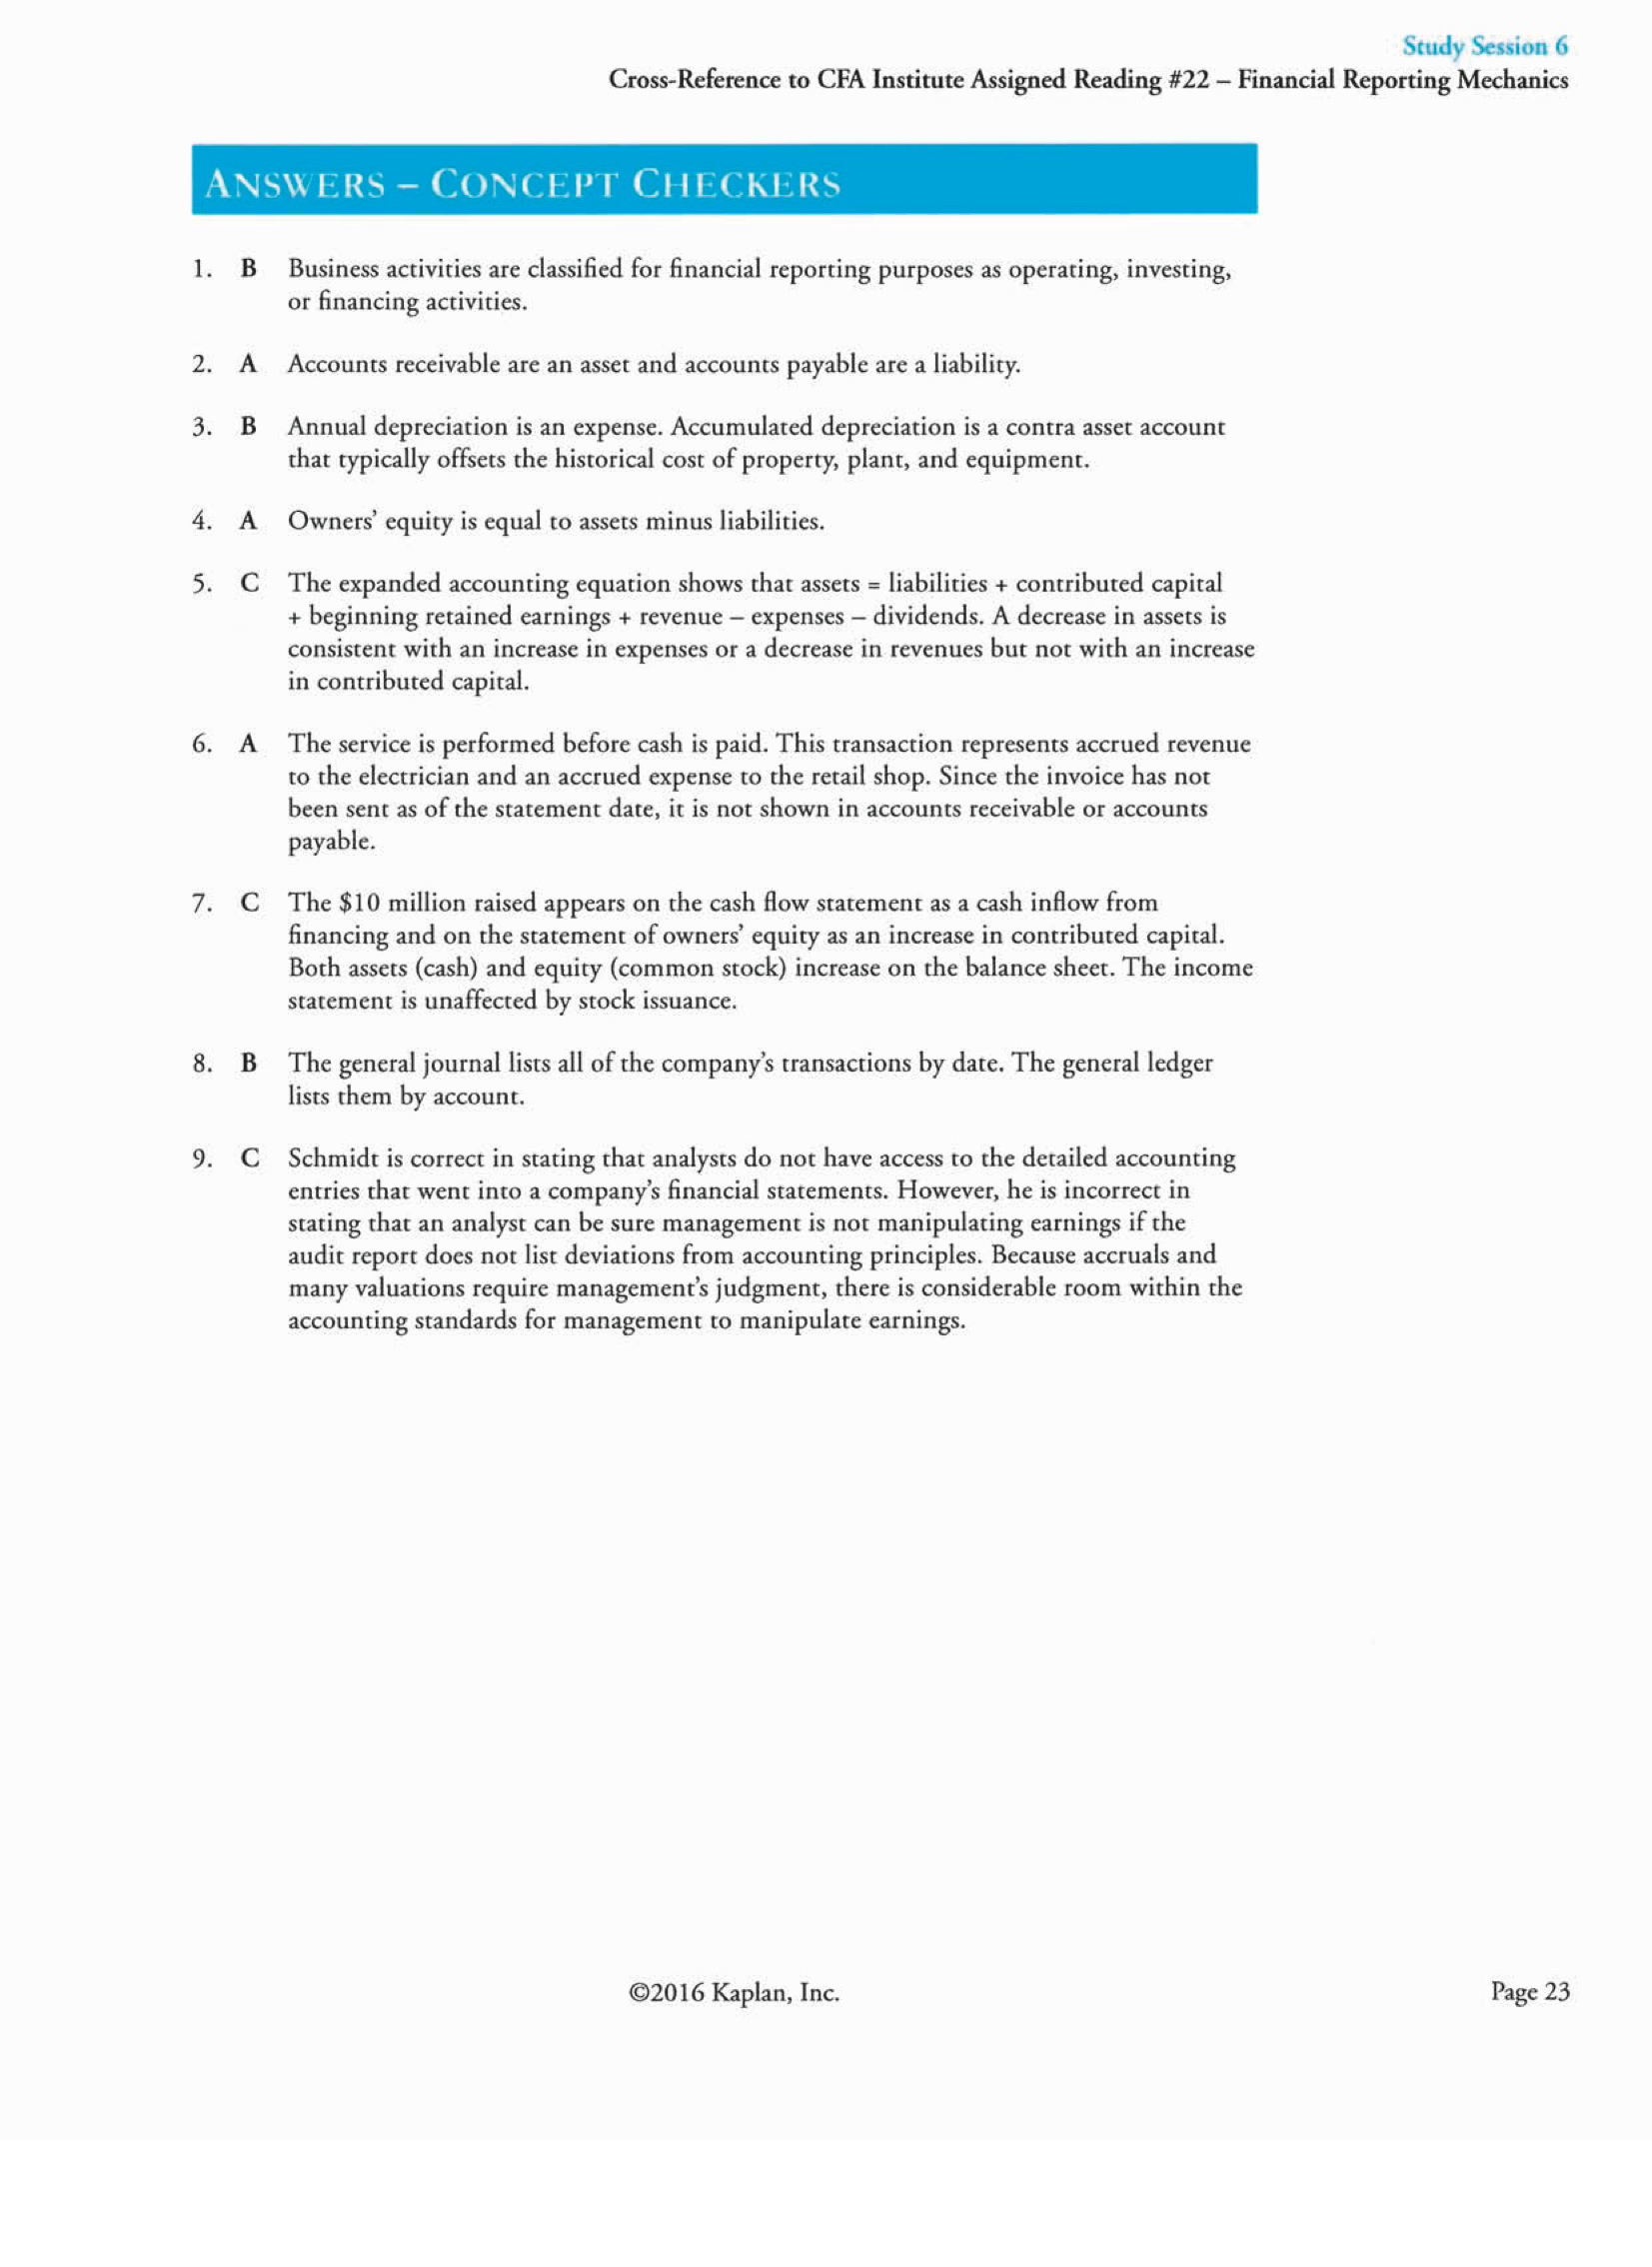 Study Session 6
Cross-Reference to CFA Institute Assigned Reading #22 – Financial Reporting Mechanics
ANSWERS – CONCEPT CHECKERS
1. B Business activities are classified for financial reporting purposes as operating, investing,
or financing activities.
2. A Accounts receivable are an asset and accounts payable are a liability.
3. B Annual depreciation is an expense. Accumulated depreciation is a contra asset account
that typically offsets the historical cost of property, plant, and equipment.
4. A Owners’ equity is equal to assets minus liabilities.
5. C The expanded accounting equation shows that assets = liabilities + contributed capital
+ beginning retained earnings + revenue – expenses – dividends. A decrease in assets is
consistent with an increase in expenses or a decrease in revenues but not with an increase
in contributed capital.
6. A The service is performed before cash is paid. This transaction represents accrued revenue
to the electrician and an accrued expense to the retail shop. Since the invoice has not
been sent as of the statement date, it is not shown in accounts receivable or accounts
payable.
7. C The $10 million raised appears on the cash flow statement as a cash inflow from
financing and on the statement of owners’ equity as an increase in contributed capital.
Both assets (cash) and equity (common stock) increase on the balance sheet. The income
statement is unaffected by stock issuance.
8. B The general journal lists all of the company’s transactions by date. The general ledger
lists them by account.
9. C Schmidt is correct in stating that analysts do not have access to the detailed accounting
entries that went into a company’s financial statements. However, he is incorrect in
stating that an analyst can be sure management is not manipulating earnings if the
audit report does not list deviations from accounting principles. Because accruals and
many valuations require management’s judgment, there is considerable room within the
accounting standards for management to manipulate earnings.
©2016 Kaplan, Inc.
Page 23